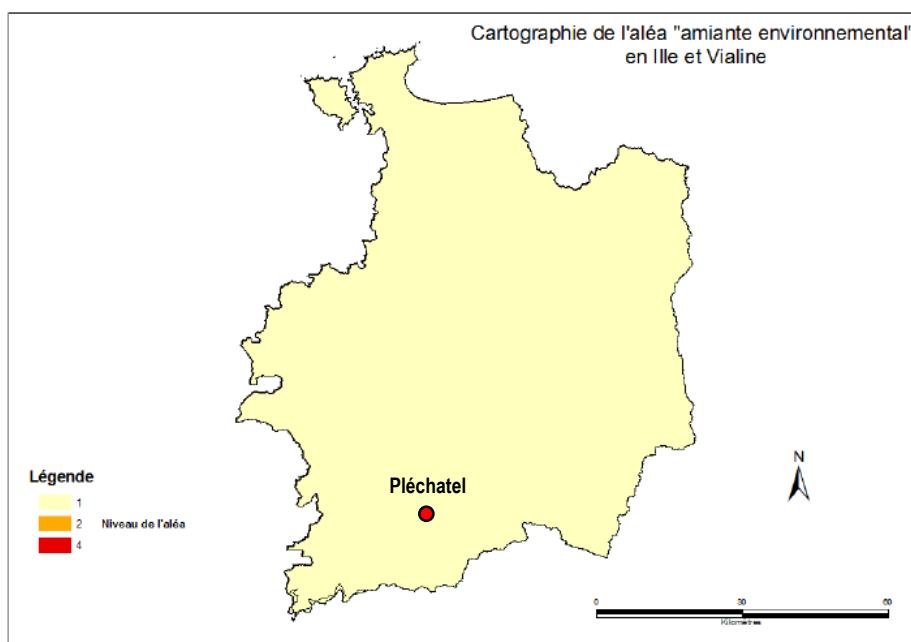 Cartographie de l'aléa "amiante environnemental"
en Ille et Vialine
Pléchatel
N
Légende
1
2 Niveau de l'aléa
4
0 30 60
Kilomètres